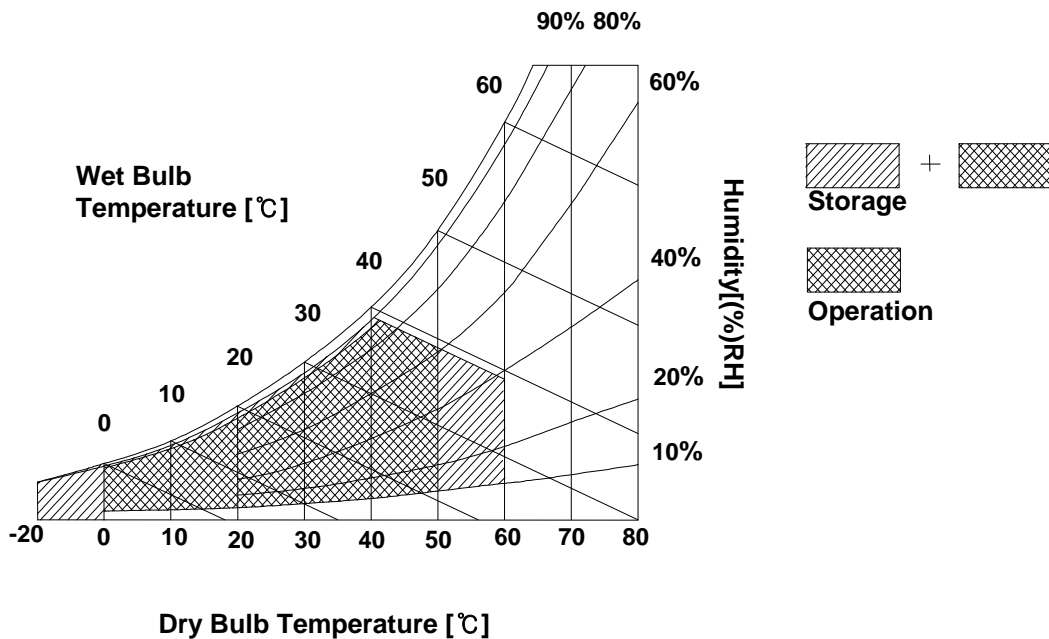 90% 80%
60
60%
Wet Bulb
Temperature [℃]
50
Storage
+
Humidity[(%)RH]
40
40%
30
Operation
20
20%
10
10%
0
-20 0 10 20 30 40 50 60 70 80
Dry Bulb Temperature [℃]